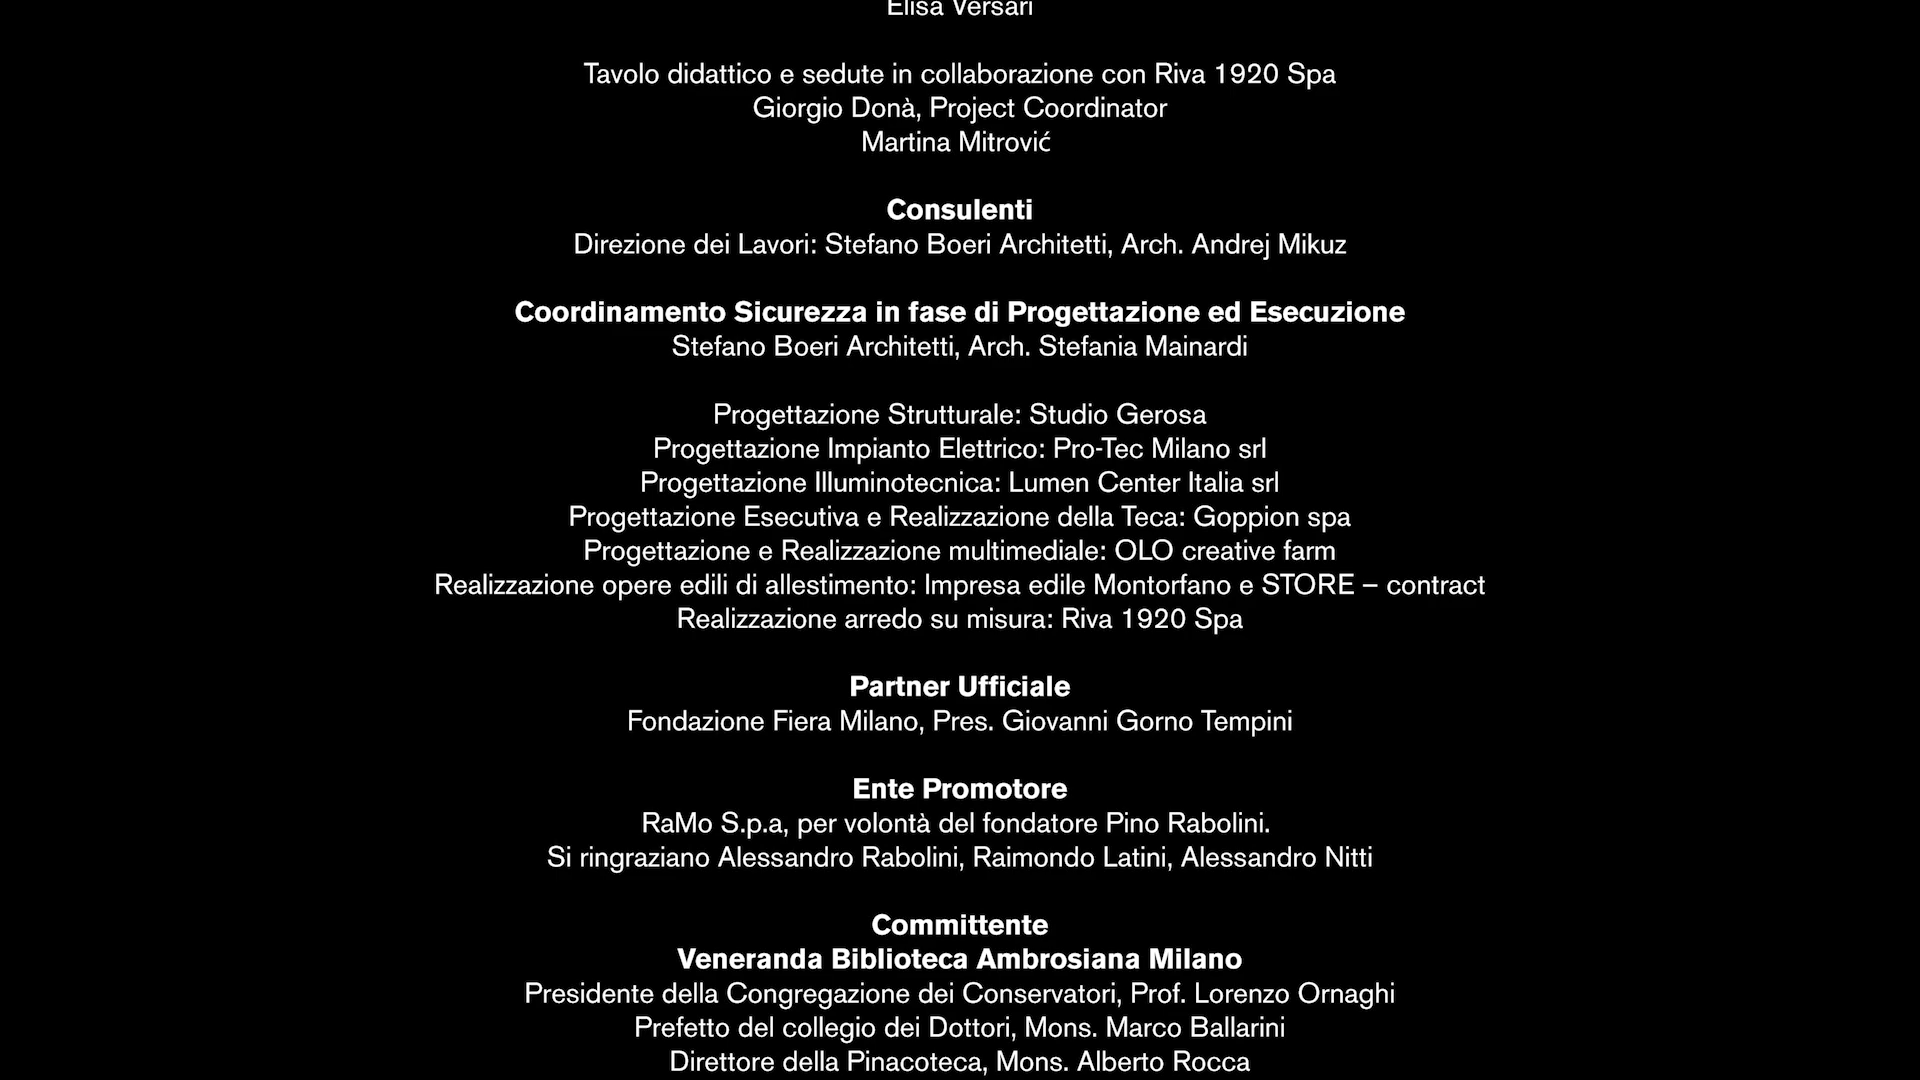 Elisa Versari
Tavolo didattico e sedute in collaborazione con Riva 1920 Spa
Giorgio Donà, Project Coordinator
Martina Mitrović
Consulenti
Direzione dei Lavori: Stefano Boeri Architetti, Arch. Andrej Mikuz
Coordinamento Sicurezza in fase di Progettazione ed Esecuzione
Stefano Boeri Architetti, Arch. Stefania Mainardi
Progettazione Strutturale: Studio Gerosa
Progettazione Impianto Elettrico: Pro-Tec Milano srl
Progettazione Illuminotecnica: Lumen Center Italia srl
Progettazione Esecutiva e Realizzazione della Teca: Goppion spa
Progettazione e Realizzazione multimediale: OLO creative farm
Realizzazione opere edili di allestimento: Impresa edile Montorfano e STORE – contract
Realizzazione arredo su misura: Riva 1920 Spa
Partner Ufficiale
Fondazione Fiera Milano, Pres. Giovanni Gorno Tempini
Ente Promotore
RaMo S.p.a, per volontà del fondatore Pino Rabolini.
Si ringraziano Alessandro Rabolini, Raimondo Latini, Alessandro Nitti
Committente
Veneranda Biblioteca Ambrosiana Milano
Presidente della Congregazione dei Conservatori, Prof. Lorenzo Ornaghi
Prefetto del collegio dei Dottori, Mons. Marco Ballarini
Direttore della Pinacoteca, Mons. Alberto Rocca